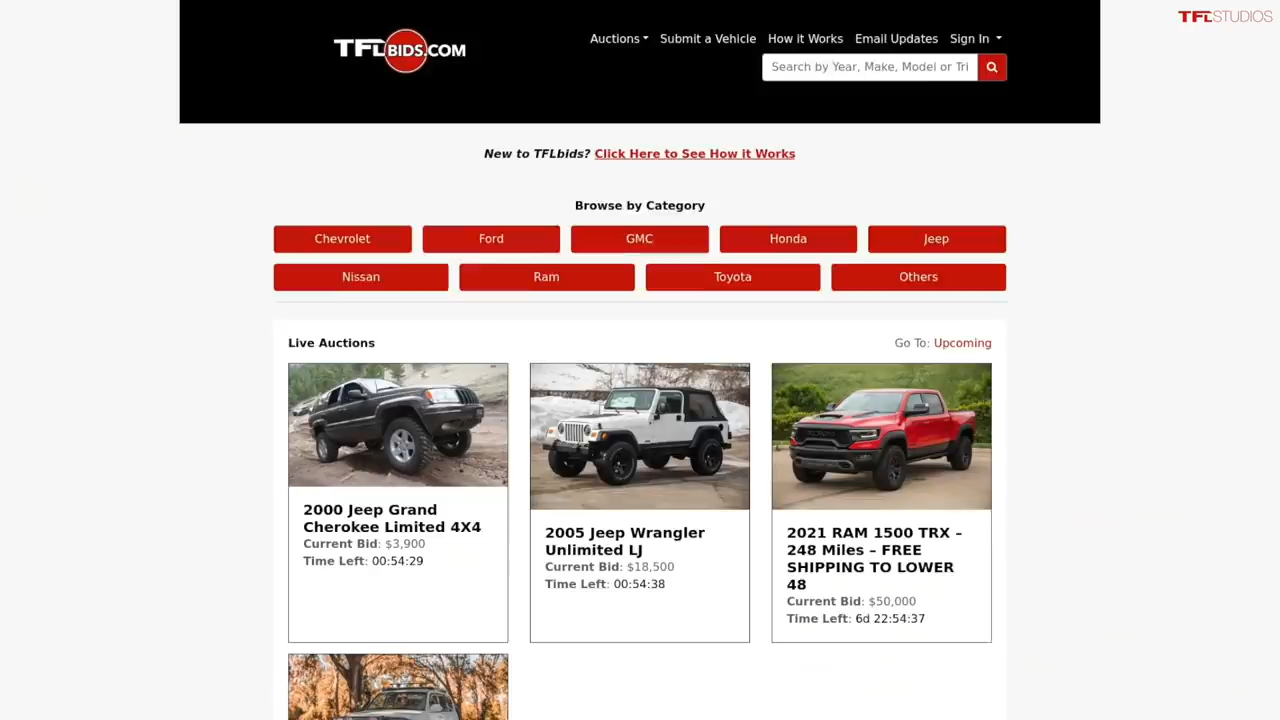 TFLSTUDIOS
TFLBIDS.COM
Auctions Submit a Vehicle How it Works Email Updates Sign In
Search by Year, Make, Model or Tri
New to TFLbids? Click Here to See How it Works
Browse by Category
Chevrolet Ford GMC Honda Jeep
Nissan Ram Toyota Others
Live Auctions Go To: Upcoming
2000 Jeep Grand
Cherokee Limited 4X4
Current Bid: $3,900
Time Left: 00:54:29
2005 Jeep Wrangler
Unlimited LJ
Current Bid: $18,500
Time Left: 00:54:38
2021 RAM 1500 TRX –
248 Miles – FREE
SHIPPING TO LOWER
48
Current Bid: $50,000
Time Left: 6d 22:54:37